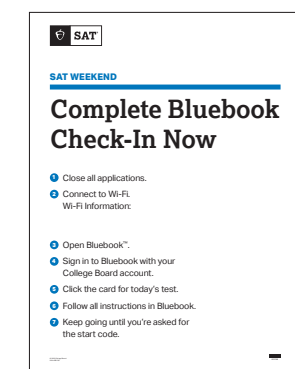 SAT
SAT WEEKEND
Complete Bluebook
Check-In Now
1 Close all applications.
2 Connect to Wi-Fi.
Wi-Fi Information:
3 Open Bluebook™.
4 Sign in to Bluebook with your
College Board account.
5 Click the card for today's test.
6 Follow all instructions in Bluebook.
7 Keep going until you're asked for
the start code.